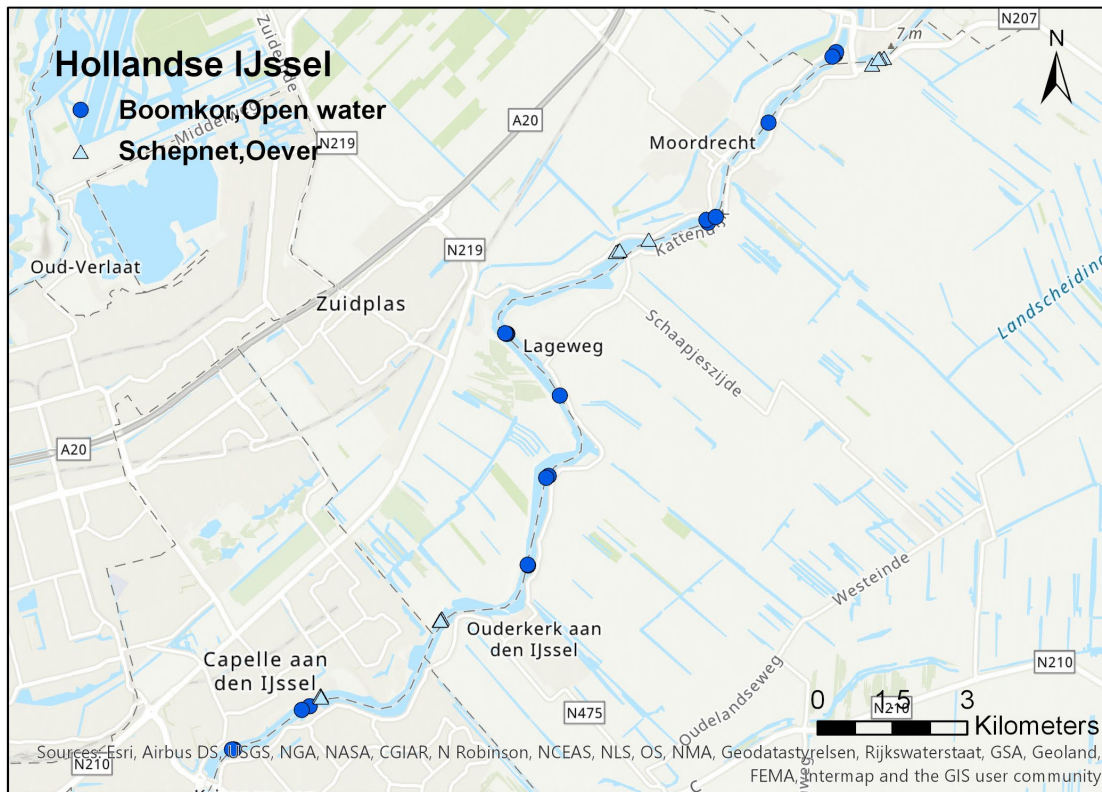 N207
Zuideinde
7 m
N
Hollandse IJssel
Boomkor,Open water
A20
Middelweg
N219
Moordrecht
Schepnet,Oever
Kattendijk
N219
Oud-Verlaat
Zuidplas
Landscheiding
Schaapjeszijde
Lageweg
A20
Westeinde
Ouderkerk aan
den IJssel
Capelle aan
den IJssel
N210
Oudelandseweg
0 1.5 3
N210
N475
Kilometers
Sources: Esri, Airbus DS, USGS, NGA, NASA, CGIAR, N Robinson, NCEAS, NLS, OS, NMA, Geodatastyrelsen, Rijkswaterstaat, GSA, Geoland,
N210
FEMA, Intermap and the GIS user community